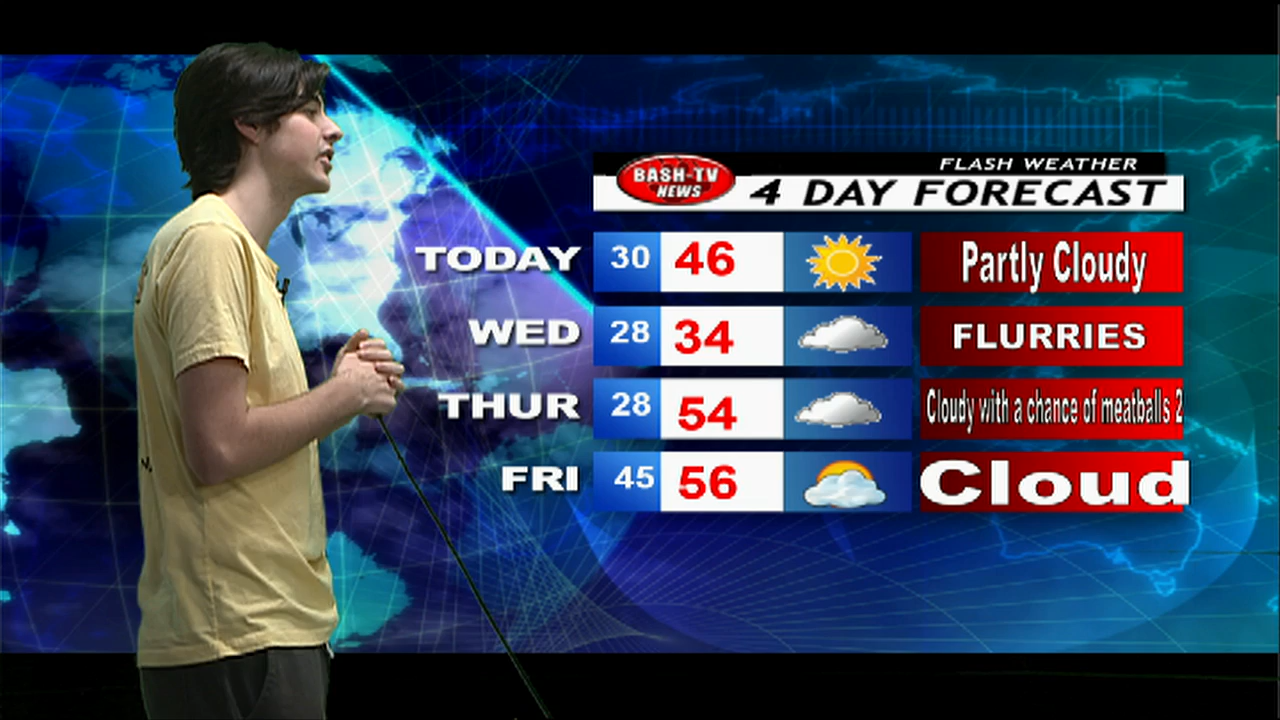 FLASH WEATHER
BASH-TV
NEWS
4 DAY FORECAST
TODAY 30 46 Partly Cloudy
WED 28 34 FLURRIES
THUR 28 54 Cloudy with a chance of meatballs 2
FRI 45 56 Cloud